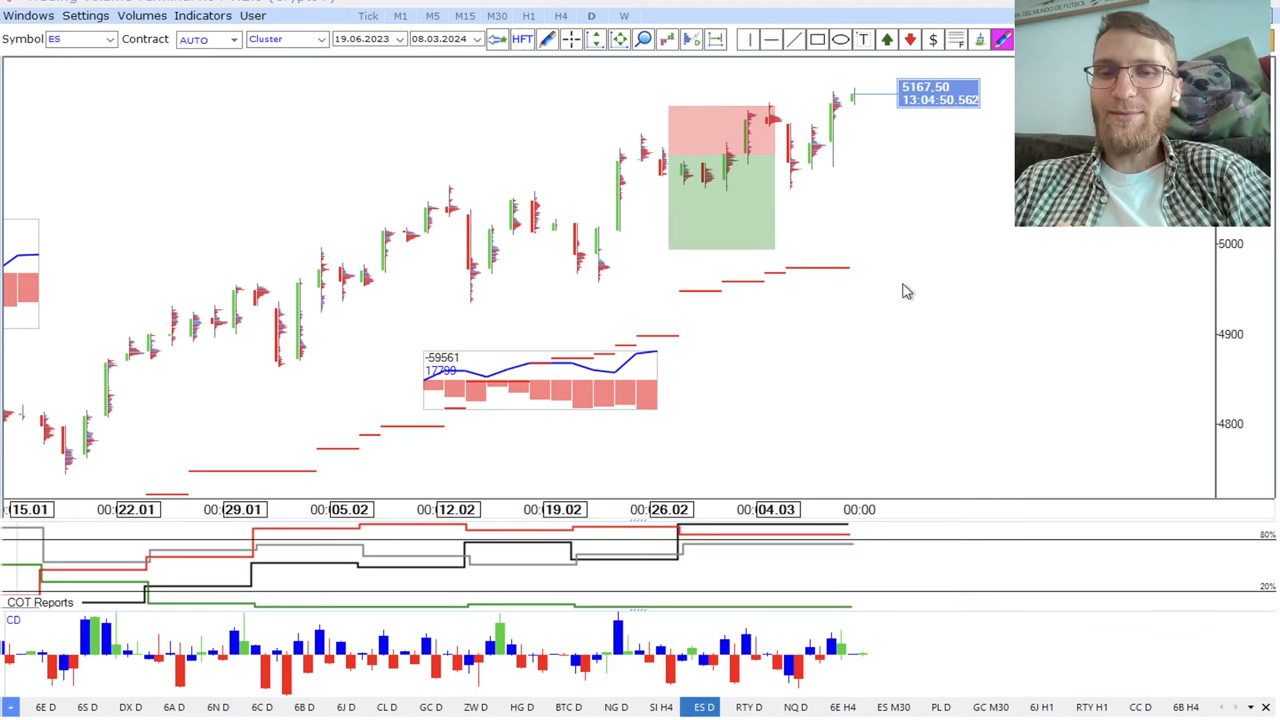 Windows Settings Volumes Indicators User Tick M1 M5 M15 M30 H1 H4 D W
Symbol ES Contract AUTO Cluster 19.06.2023 08.03.2024 HFT T $
5167.50
13:04:50.562
5000
4900
4800
-59561
17799
15.01 00: 22.01 00: 29.01 00: 05.02 00: 12.02 00: 19.02 00: 26.02 00: 04.03 00:00
80%
20%
COT Reports
CD
+ 6E D 6S D DX D 6A D 6N D 6C D 6B D 6J D CL D GC D ZW D HG D BTC D NG D SI H4 ES D RTY D NQ D 6E H4 ES M30 PL D GC M30 6J H1 RTY H1 CC D 6B H4